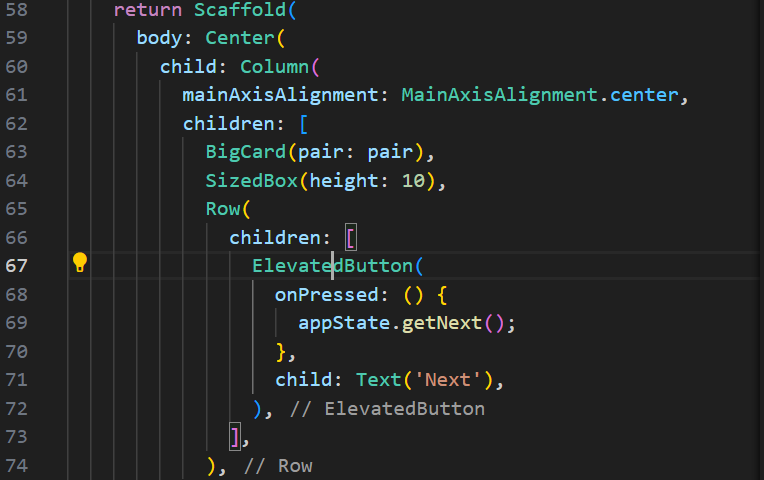 58 return Scaffold(
59 body: Center(
60 child: Column(
61 mainAxisAlignment: MainAxisAlignment.center,
62 children: [
63 BigCard(pair: pair),
64 SizedBox(height: 10),
65 Row(
66 children: [
67 ElevatedButton(
68 onPressed: () {
69 appState.getNext();
70 },
71 child: Text('Next'),
72 ), // ElevatedButton
73 ],
74 ), // Row